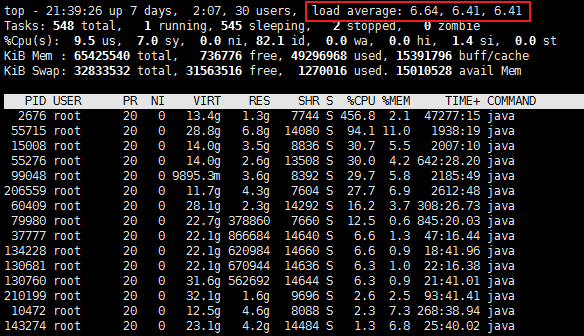 top - 21:39:26 up 7 days,  2:07, 30 users,  load average: 6.64, 6.41, 6.41
Tasks: 548 total,   1 running, 545 sleeping,   2 stopped,   0 zombie
%Cpu(s):  9.5 us,  7.0 sy,  0.0 ni, 82.1 id,  0.0 wa,  0.0 hi,  1.4 si,  0.0 st
KiB Mem : 65425540 total,   736776 free, 49296968 used, 15391796 buff/cache
KiB Swap: 32833532 total, 31563516 free,  1270016 used. 15010528 avail Mem
PID USER PR NI VIRT RES SHR S %CPU %MEM TIME+ COMMAND
2676 root 20 0 13.4g 1.3g 7744 S 456.8 2.1 47277:15 java
55715 root 20 0 28.8g 6.8g 14080 S 94.1 11.0 1938:19 java
15008 root 20 0 14.0g 3.5g 8836 S 30.7 5.5 2007:10 java
55276 root 20 0 14.0g 2.6g 13508 S 30.0 4.2 642:28.20 java
99048 root 20 0 9895.3m 3.6g 8392 S 29.7 5.8 2185:49 java
206559 root 20 0 11.7g 4.3g 7604 S 27.7 6.9 2612:48 java
60409 root 20 0 28.1g 2.3g 14292 S 16.2 3.7 308:26.73 java
79980 root 20 0 22.7g 378860 7660 S 12.5 0.6 845:20.03 java
37777 root 20 0 22.1g 866684 14640 S 6.6 1.3 47:16.44 java
134228 root 20 0 22.1g 620984 14660 S 6.6 0.9 18:41.96 java
130681 root 20 0 22.1g 670944 14636 S 6.3 1.0 22:16.38 java
130760 root 20 0 31.6g 562692 14644 S 6.3 0.9 21:40.01 java
210199 root 20 0 32.1g 1.6g 9696 S 2.6 2.5 93:41.41 java
10472 root 20 0 12.5g 4.6g 8088 S 2.3 7.3 268:38.94 java
143274 root 20 0 23.1g 4.2g 14484 S 1.3 6.8 25:40.02 java